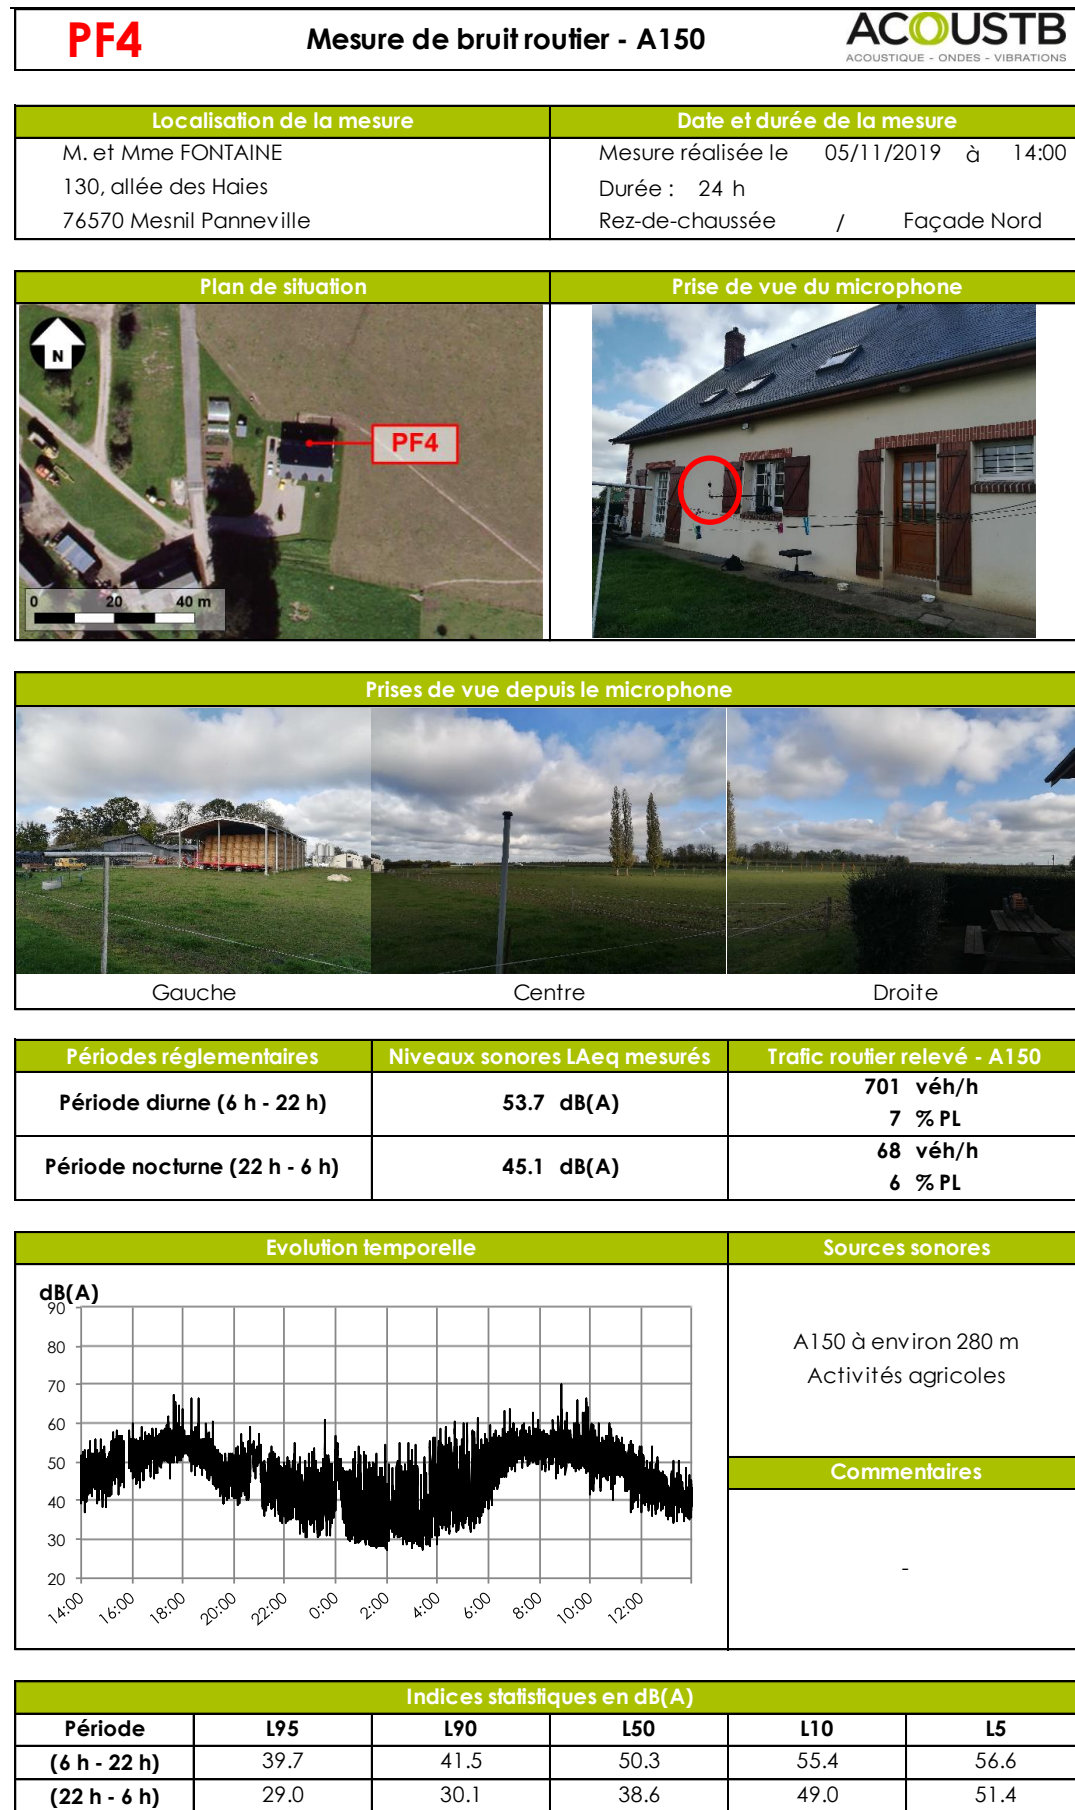 PF4
Mesure de bruit routier - A150
ACOUSTB
ACOUSTIQUE - ONDES - VIBRATIONS
Localisation de la mesure
Date et durée de la mesure
M. et Mme FONTAINE
Mesure réalisée le 05/11/2019 à 14:00
130, allée des Haies
Durée : 24 h
76570 Mesnil Panneville
Rez-de-chaussée / Façade Nord
Plan de situation
Prise de vue du microphone
N
PF4
0 20 40 m
Prises de vue depuis le microphone
Gauche
Centre
Droite
Périodes réglementaires
Niveaux sonores LAeq mesurés
Trafic routier relevé - A150
Période diurne (6 h - 22 h)
53.7 dB(A)
701 véh/h
7 % PL
Période nocturne (22 h - 6 h)
45.1 dB(A)
68 véh/h
6 % PL
Evolution temporelle
Sources sonores
dB(A)
90
80
70
60
50
40
30
20
14:00 16:00 18:00 20:00 22:00 0:00 2:00 4:00 6:00 8:00 10:00 12:00
A150 à environ 280 m
Activités agricoles
Commentaires
-
Indices statistiques en dB(A)
Période L95 L90 L50 L10 L5
(6 h - 22 h) 39.7 41.5 50.3 55.4 56.6
(22 h - 6 h) 29.0 30.1 38.6 49.0 51.4